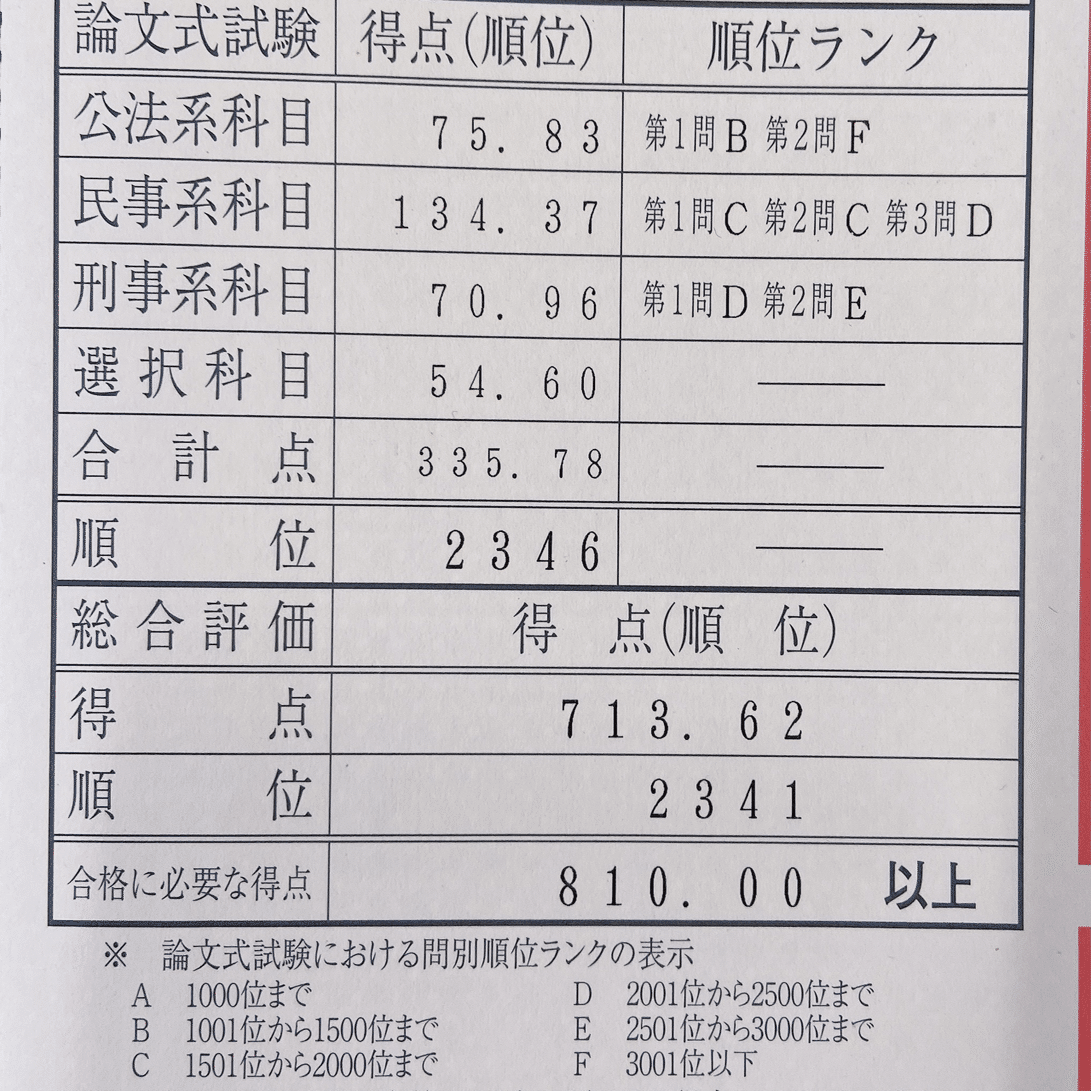 論文式試験 得点(順位) 順位ランク
公法系科目 75.83 第1問B 第2問F
民事系科目 134.37 第1問C 第2問C 第3問D
刑事系科目 70.96 第1問D 第2問E
選択科目 54.60 ―――
合計点 335.78 ―――
順位 2346 ―――
総合評価 得点(順位)
得点 713.62
順位 2341
合格に必要な得点 810.00 以上
※ 論文式試験における問別順位ランクの表示
A 1000位まで D 2001位から2500位まで
B 1001位から1500位まで E 2501位から3000位まで
C 1501位から2000位まで F 3001位以下